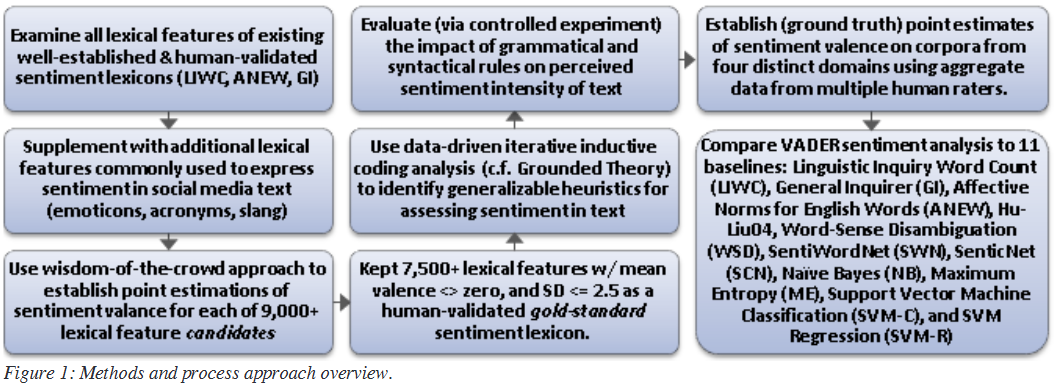 Examine all lexical features of existing
well-established & human-validated
sentiment lexicons (LIWC, ANEW, GI)
Supplement with additional lexical
features commonly used to express
sentiment in social media text
(emoticons, acronyms, slang)
Use wisdom-of-the-crowd approach to
establish point estimations of
sentiment valance for each of 9,000+
lexical feature candidates
Kept 7,500+ lexical features w/ mean
valence <> zero, and SD <= 2.5 as a
human-validated gold-standard
sentiment lexicon.
Use data-driven iterative inductive
coding analysis (c.f. Grounded Theory)
to identify generalizable heuristics for
assessing sentiment in text
Evaluate (via controlled experiment)
the impact of grammatical and
syntactical rules on perceived
sentiment intensity of text
Establish (ground truth) point estimates
of sentiment valence on corpora from
four distinct domains using aggregate
data from multiple human raters.
Compare VADER sentiment analysis to 11
baselines: Linguistic Inquiry Word Count
(LIWC), General Inquirer (GI), Affective
Norms for English Words (ANEW), Hu-
Liu04, Word-Sense Disambiguation
(WSD), SentiWordNet (SWN), SenticNet
(SCN), Naïve Bayes (NB), Maximum
Entropy (ME), Support Vector Machine
Classification (SVM-C), and SVM
Regression (SVM-R)
Figure 1: Methods and process approach overview.